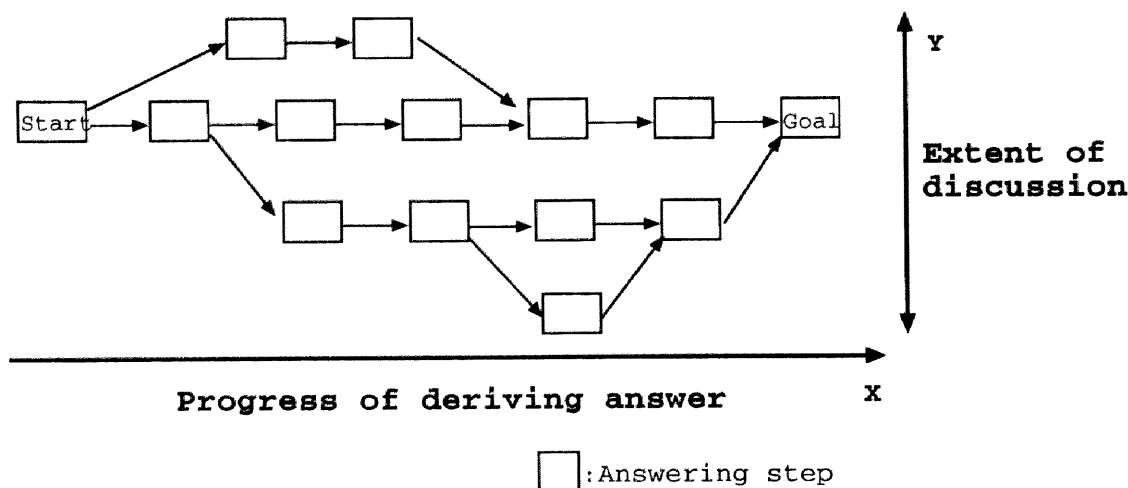 Y
Start
Goal
Extent of
discussion
Progress of deriving answer
X
:Answering step